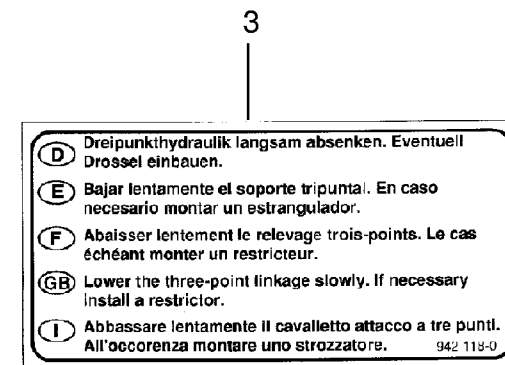 3
D Dreipunkthydraulik langsam absenken. Eventuell
Drossel einbauen.
E Bajar lentamente el soporte tripuntal. En caso
necesario montar un estrangulador.
F Abaisser lentement le relevage trois-points. Le cas
échéant monter un restricteur.
GB Lower the three-point linkage slowly. If necessary
install a restrictor.
I Abbassare lentamente il cavalletto attacco a tre punti.
All'occorenza montare uno strozzatore. 942 118-0